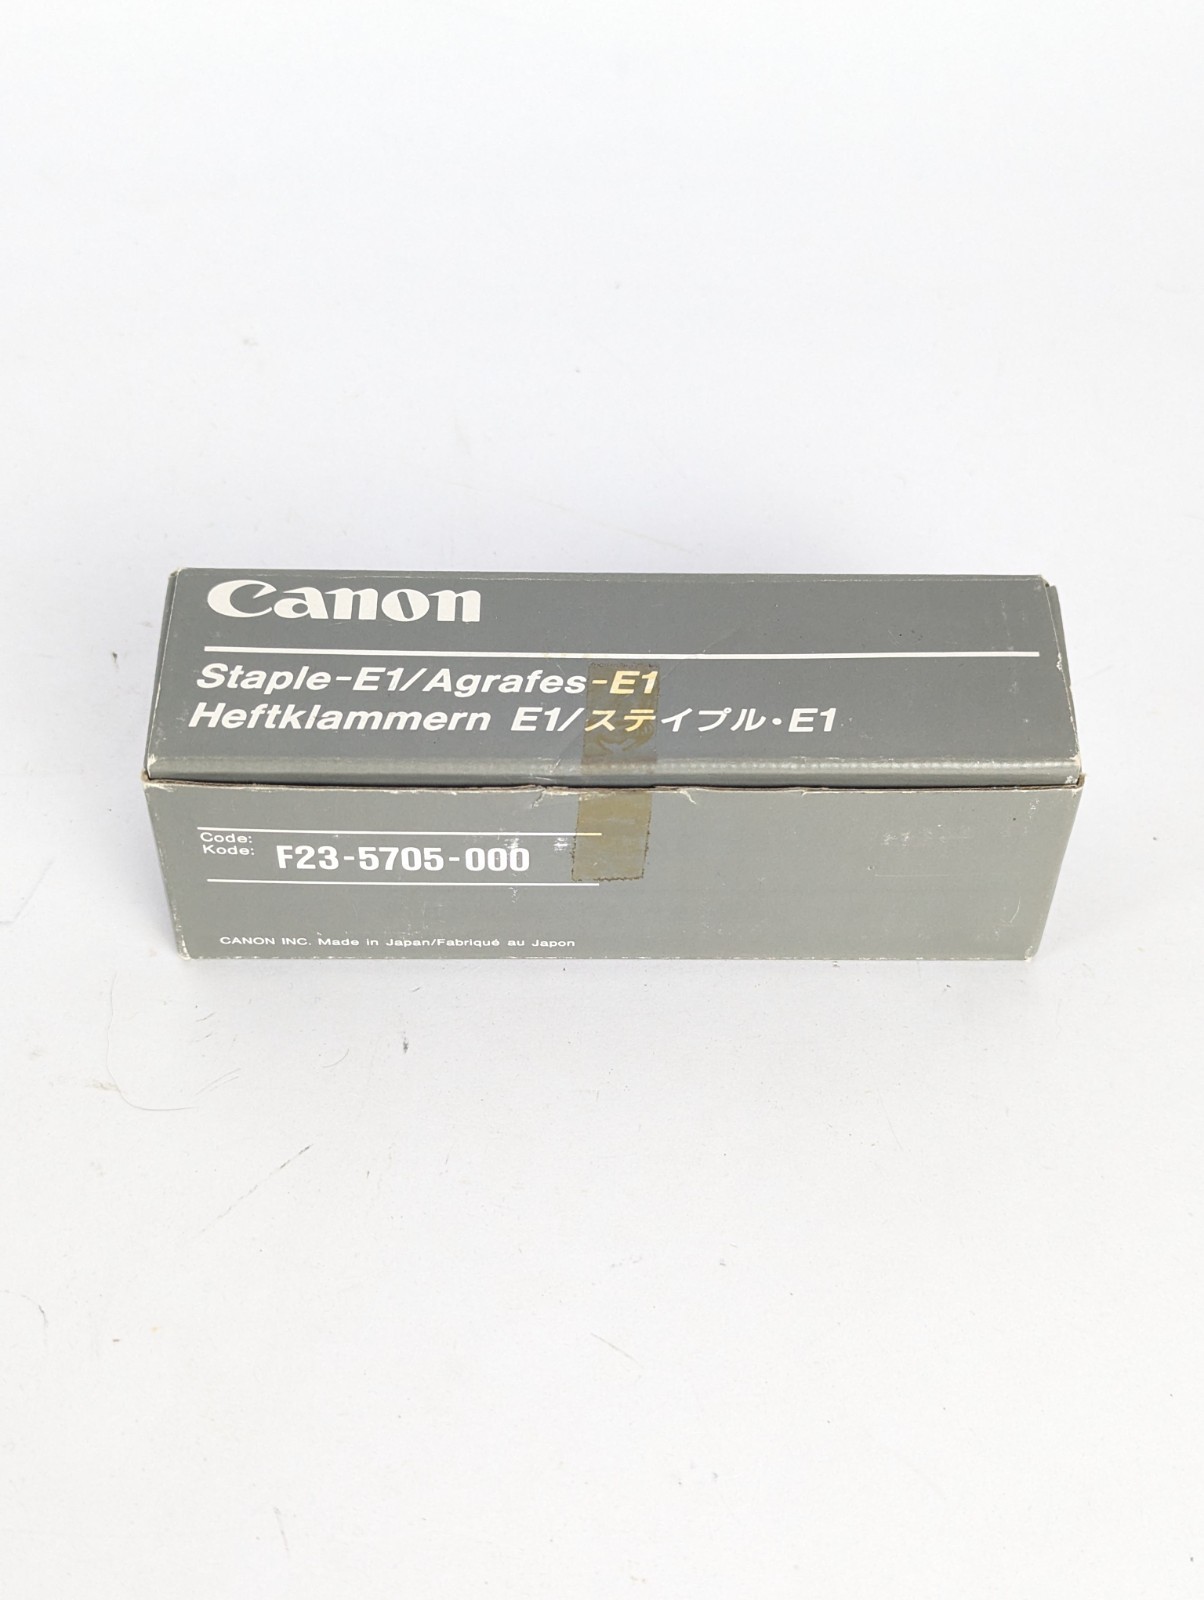 Canon
Staple-E1/Agrafes-E1
Heftklammern E1/ステイプル・E1
Code:
Kode: F23-5705-000
CANON INC. Made in Japan/Fabriqué au Japon